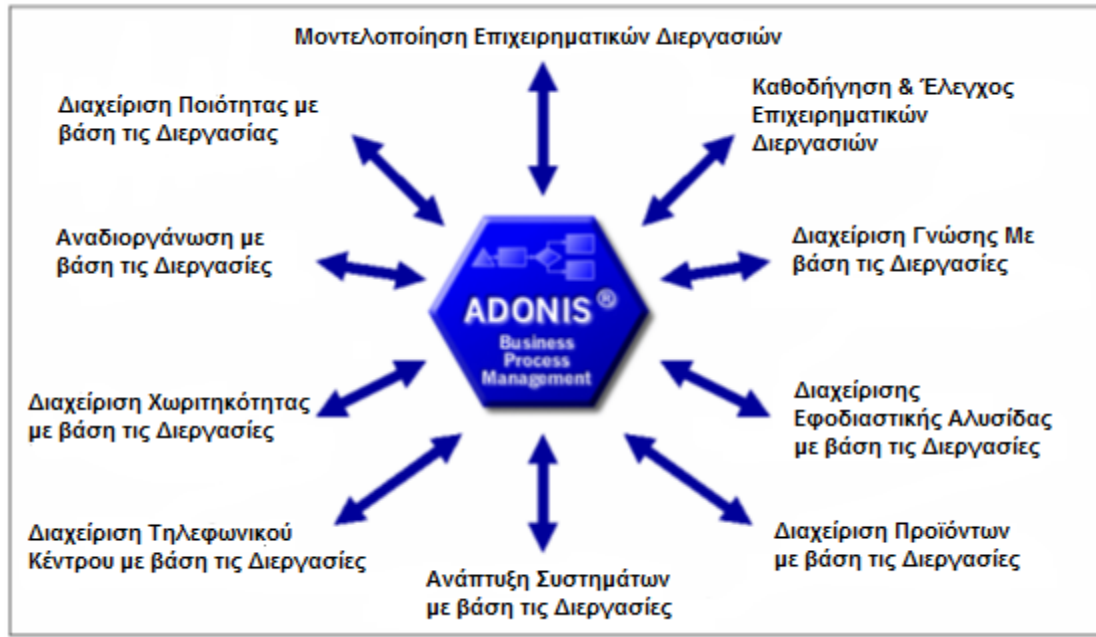 Μοντελοποίηση Επιχειρηματικών Διεργασιών
Καθοδήγηση & Έλεγχος
Επιχειρηματικών
Διεργασιών
Διαχείριση Ποιότητας με
βάση τις Διεργασίας
Αναδιοργάνωση με
βάση τις Διεργασίες
Διαχείριση Γνώσης Με
βάση τις Διεργασίες
ADONIS®
Business
Process
Management
Διαχείριση Χωριτηκότητας
με βάση τις Διεργασίες
Διαχείρισης
Εφοδιαστικής Αλυσίδας
με βάση τις Διεργασίες
Διαχείριση Τηλεφωνικού
Κέντρου με βάση τις Διεργασίες
Ανάπτυξη Συστημάτων
με βάση τις Διεργασίες
Διαχείριση Προϊόντων
με βάση τις Διεργασίες